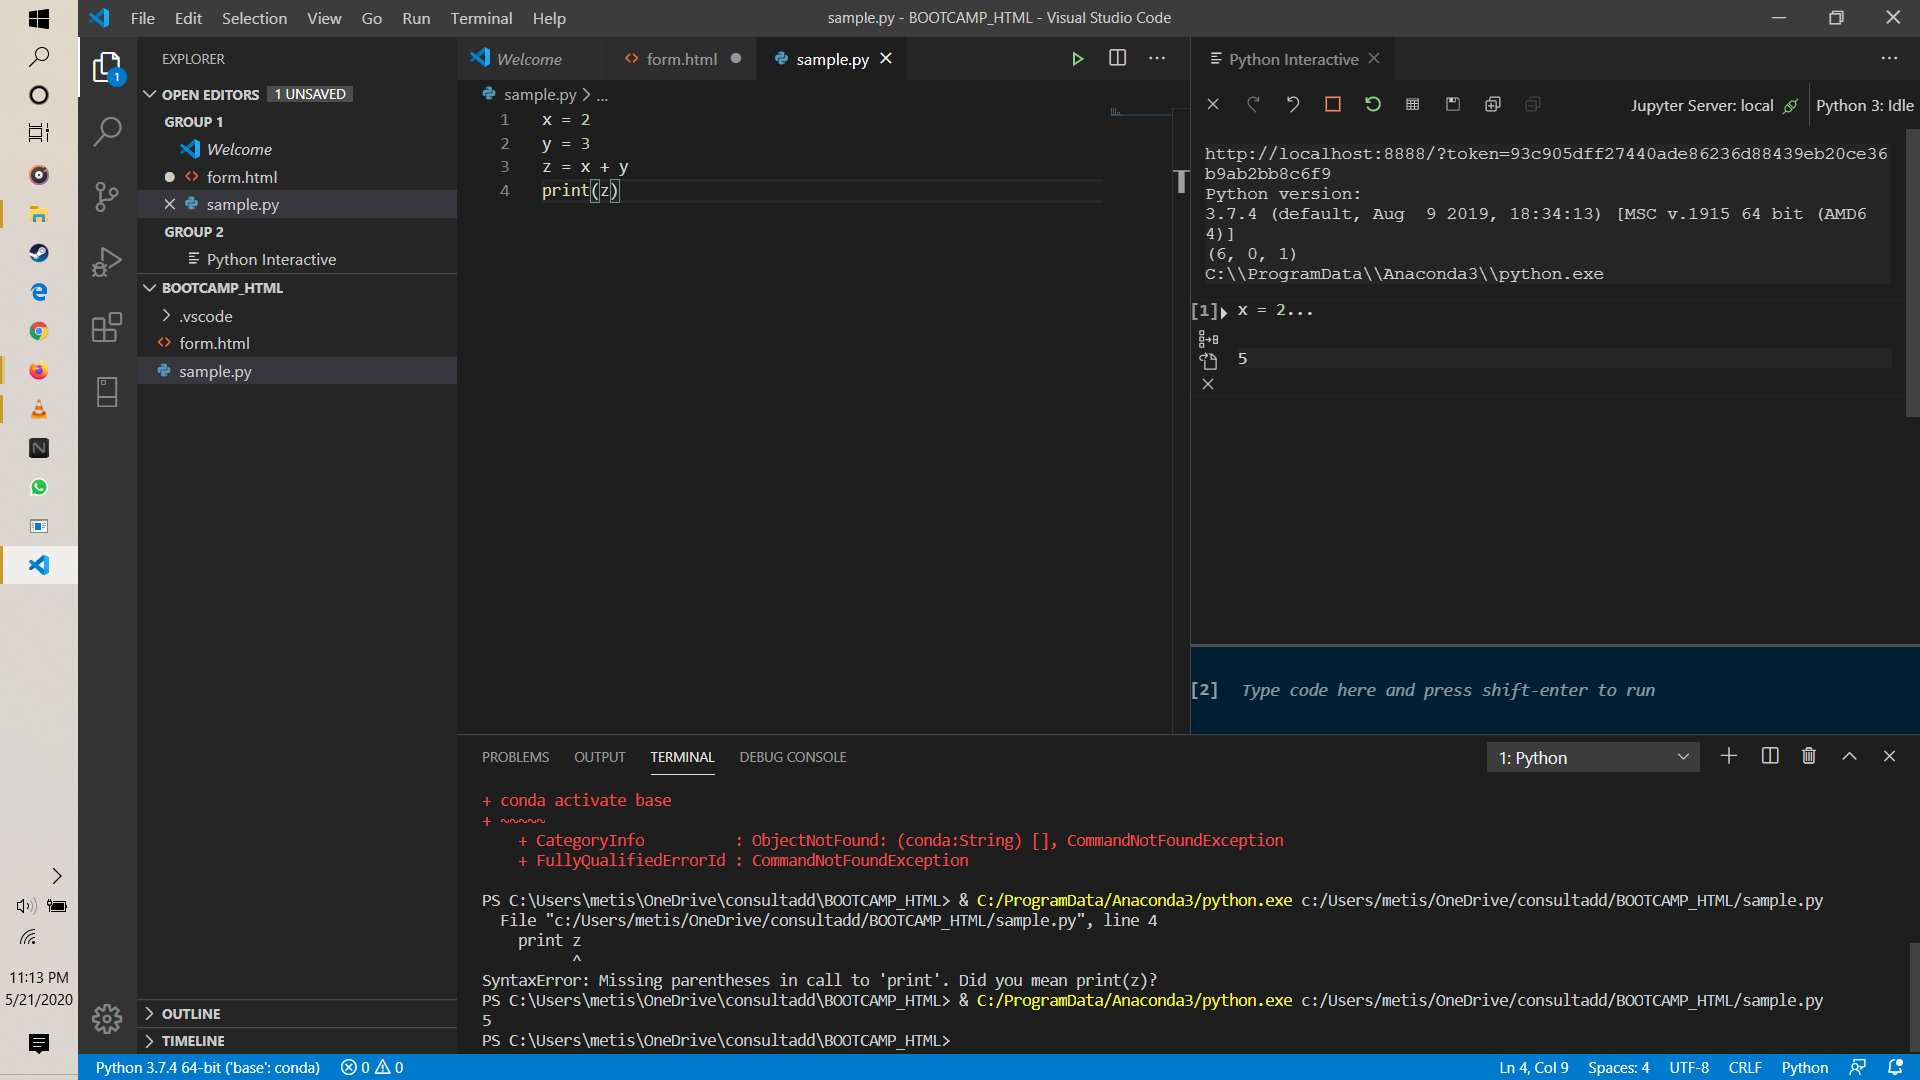 File Edit Selection View Go Run Terminal Help
sample.py - BOOTCAMP_HTML - Visual Studio Code
1
EXPLORER
OPEN EDITORS 1 UNSAVED
GROUP 1
Welcome
form.html
sample.py
GROUP 2
Python Interactive
BOOTCAMP_HTML
.vscode
form.html
sample.py
OUTLINE
TIMELINE
Welcome form.html sample.py
sample.py > ...
1 x = 2
2 y = 3
3 z = x + y
4 print(z)
Python Interactive
Jupyter Server: local Python 3: Idle
http://localhost:8888/?token=93c905dff27440ade86236d88439eb20ce36
b9ab2bb8c6f9
Python version:
3.7.4 (default, Aug  9 2019, 18:34:13) [MSC v.1915 64 bit (AMD6
4)]
(6, 0, 1)
C:\\ProgramData\\Anaconda3\\python.exe
[1] x = 2...
5
[2] Type code here and press shift-enter to run
PROBLEMS OUTPUT TERMINAL DEBUG CONSOLE
1: Python
+ conda activate base
+ ~~~~~
    + CategoryInfo          : ObjectNotFound: (conda:String) [], CommandNotFoundException
    + FullyQualifiedErrorId : CommandNotFoundException
PS C:\Users\metis\OneDrive\consultadd\BOOTCAMP_HTML> & C:/ProgramData/Anaconda3/python.exe c:/Users/metis/OneDrive/consultadd/BOOTCAMP_HTML/sample.py
  File "c:/Users/metis/OneDrive/consultadd/BOOTCAMP_HTML/sample.py", line 4
    print z
          ^
SyntaxError: Missing parentheses in call to 'print'. Did you mean print(z)?
PS C:\Users\metis\OneDrive\consultadd\BOOTCAMP_HTML> & C:/ProgramData/Anaconda3/python.exe c:/Users/metis/OneDrive/consultadd/BOOTCAMP_HTML/sample.py
5
PS C:\Users\metis\OneDrive\consultadd\BOOTCAMP_HTML>
11:13 PM
5/21/2020
Python 3.7.4 64-bit ('base': conda) 0 0
Ln 4, Col 9 Spaces: 4 UTF-8 CRLF Python